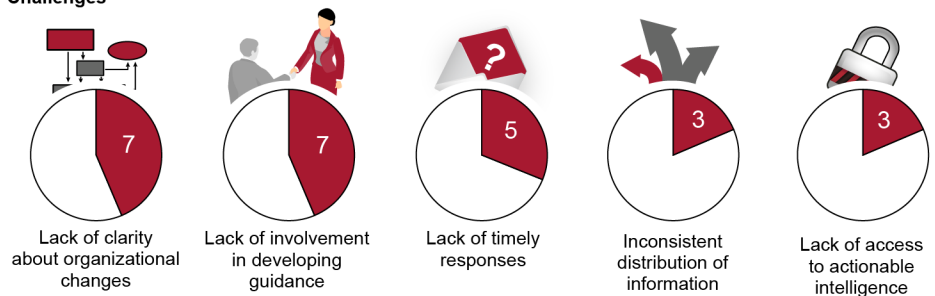 Challenges
?
7
7
5
3
3
Lack of clarity
about organizational
changes
Lack of involvement
in developing
guidance
Lack of timely
responses
Inconsistent
distribution of
information
Lack of access
to actionable
intelligence